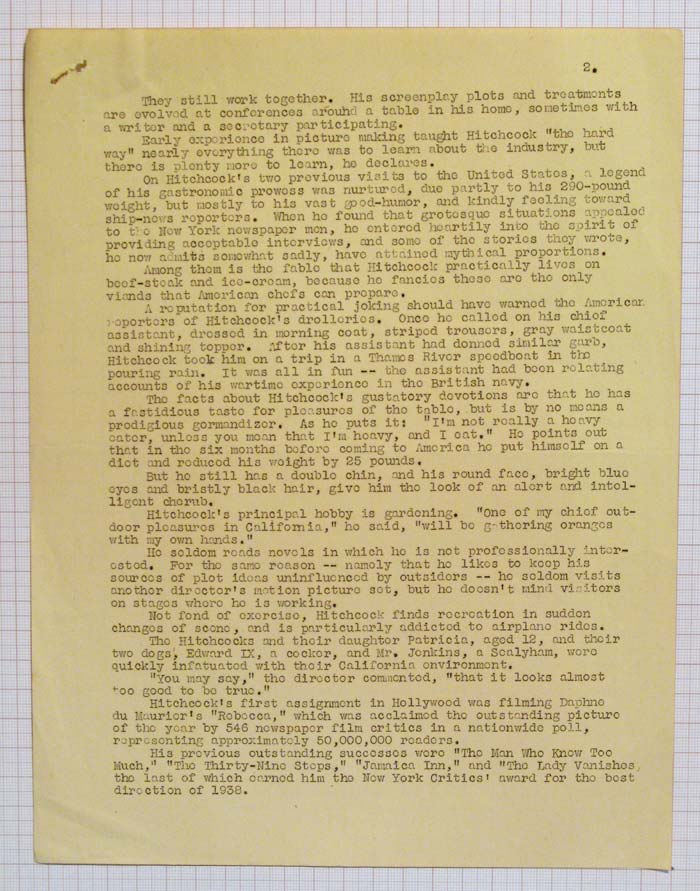 2.
They still work together. His screenplay plots and treatments
are evolved at conferences around a table in his home, sometimes with
a writer and a secretary participating.
Early experience in picture making taught Hitchcock "the hard
way" nearly everything there was to learn about the industry, but
there is plenty more to learn, he declares.
On Hitchcock's two previous visits to the United States, a legend
of his gastronomic prowess was nurtured, due partly to his 290-pound
weight, but mostly to his vast good-humor, and kindly feeling toward
ship-news reporters. When he found that grotesque situations appealed
to the New York newspaper men, he entered heartily into the spirit of
providing acceptable interviews, and some of the stories they wrote,
he now admits somewhat sadly, have attained mythical proportions.
Among them is the fable that Hitchcock practically lives on
beef-steak and ice-cream, because he fancies these are the only
viands that American chefs can prepare.
A reputation for practical joking should have warned the American
reporters of Hitchcock's drolleries. Once he called on his chief
assistant, dressed in morning coat, striped trousers, gray waistcoat
and shining topper. After his assistant had donned similar garb,
Hitchcock took him on a trip in a Thames River speedboat in the
pouring rain. It was all in fun -- the assistant had been relating
accounts of his wartime experience in the British navy.
The facts about Hitchcock's gustatory devotions are that he has
a fastidious taste for pleasures of the table, but is by no means a
prodigious gormandizer. As he puts it: "I'm not really a heavy
eater, unless you mean that I'm heavy, and I eat." He points out
that in the six months before coming to America he put himself on a
diet and reduced his weight by 25 pounds.
But he still has a double chin, and his round face, bright blue
eyes and bristly black hair, give him the look of an alert and intel-
ligent cherub.
Hitchcock's principal hobby is gardening. "One of my chief out-
door pleasures in California," he said, "will be gathering oranges
with my own hands."
He seldom reads novels in which he is not professionally inter-
ested. For the same reason -- namely that he likes to keep his
sources of plot ideas uninfluenced by outsiders -- he seldom visits
another director's motion picture set, but he doesn't mind visitors
on stages where he is working.
Not fond of exercise, Hitchcock finds recreation in sudden
changes of scene, and is particularly addicted to airplane rides.
The Hitchcocks and their daughter Patricia, aged 12, and their
two dogs, Edward IX, a cocker, and Mr. Jenkins, a Sealyham, were
quickly infatuated with their California environment.
"You may say," the director commented, "that it looks almost
too good to be true."
Hitchcock's first assignment in Hollywood was filming Daphne
du Maurier's "Rebecca," which was acclaimed the outstanding picture
of the year by 546 newspaper film critics in a nationwide poll,
representing approximately 50,000,000 readers.
His previous outstanding successes were "The Man Who Knew Too
Much," "The Thirty-Nine Steps," "Jamaica Inn," and "The Lady Vanishes,
the last of which earned him the New York Critics' award for the best
direction of 1938.